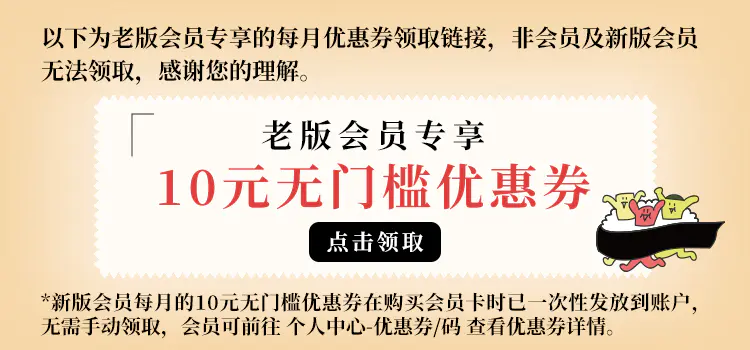 以下为老版会员专享的每月优惠券领取链接，非会员及新版会员
无法领取，感谢您的理解。
老版会员专享
10元无门槛优惠券
点击领取
*新版会员每月的10元无门槛优惠券在购买会员卡时已一次性发放到账户，
无需手动领取，会员可前往 个人中心-优惠券/码 查看优惠券详情。